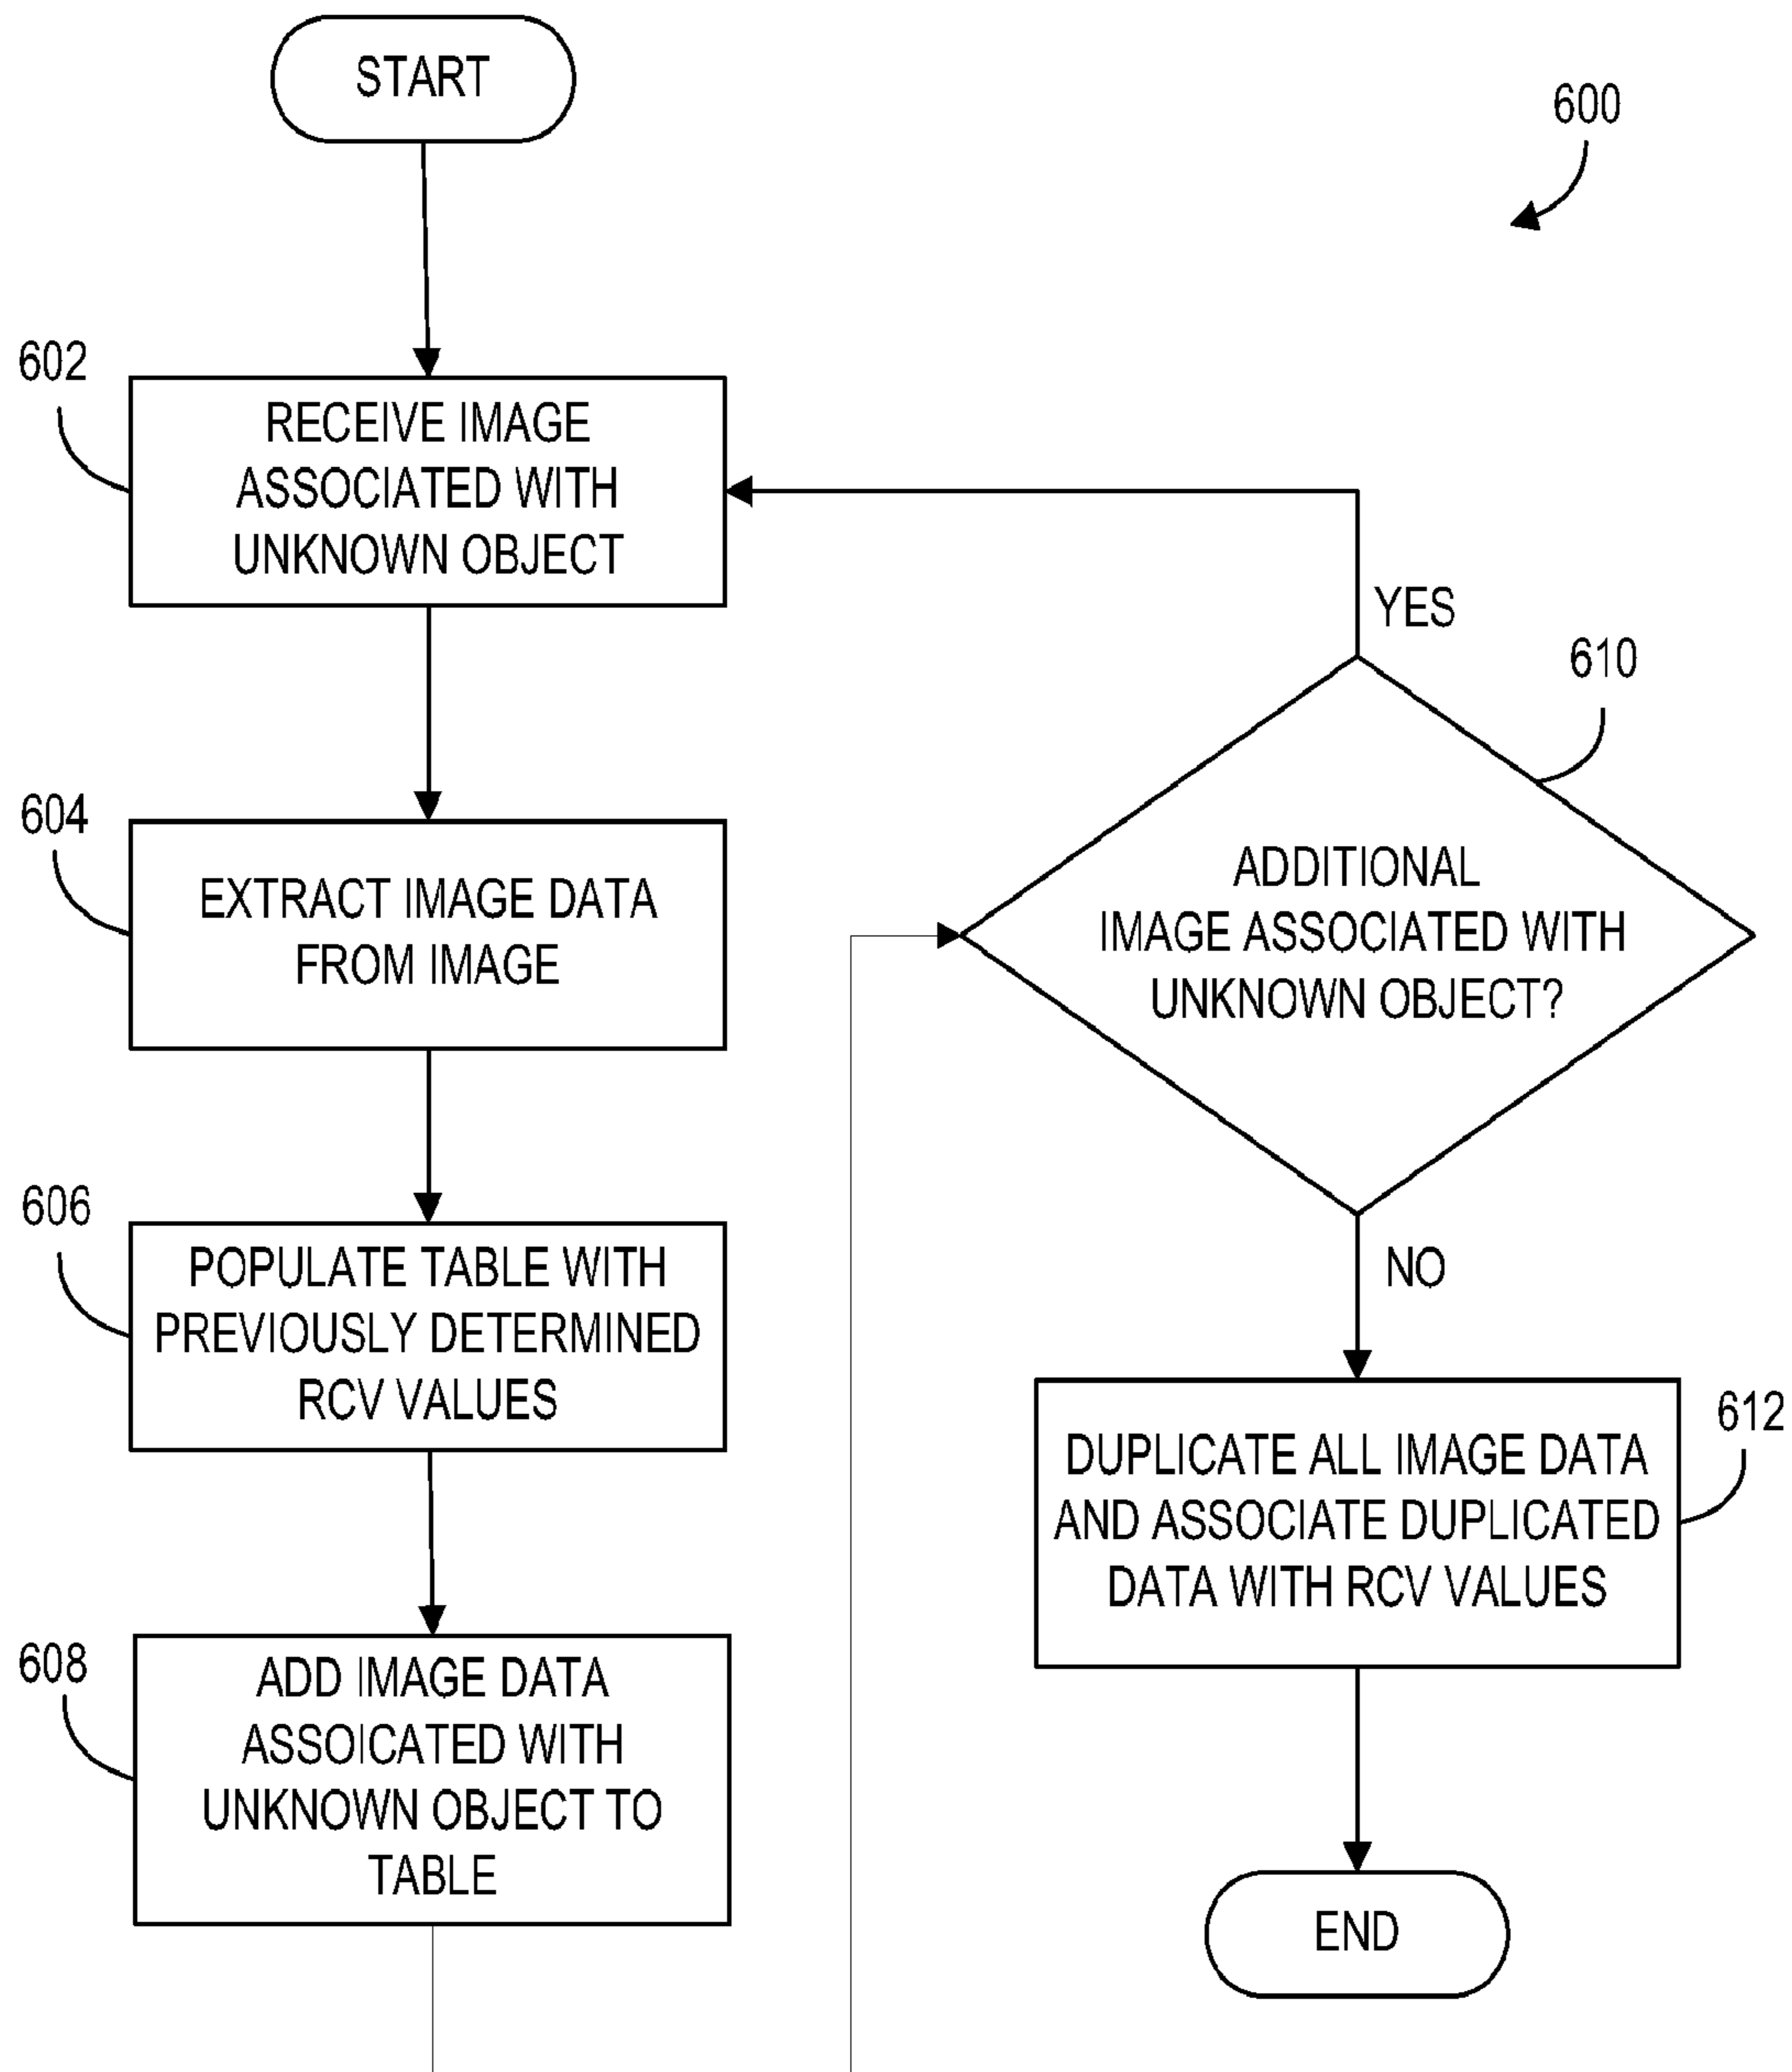 START
600
602
RECEIVE IMAGE
ASSOCIATED WITH
UNKNOWN OBJECT
604
EXTRACT IMAGE DATA
FROM IMAGE
606
POPULATE TABLE WITH
PREVIOUSLY DETERMINED
RCV VALUES
608
ADD IMAGE DATA
ASSOICATED WITH
UNKNOWN OBJECT TO
TABLE
YES
610
ADDITIONAL
IMAGE ASSOCIATED WITH
UNKNOWN OBJECT?
NO
612
DUPLICATE ALL IMAGE DATA
AND ASSOCIATE DUPLICATED
DATA WITH RCV VALUES
END